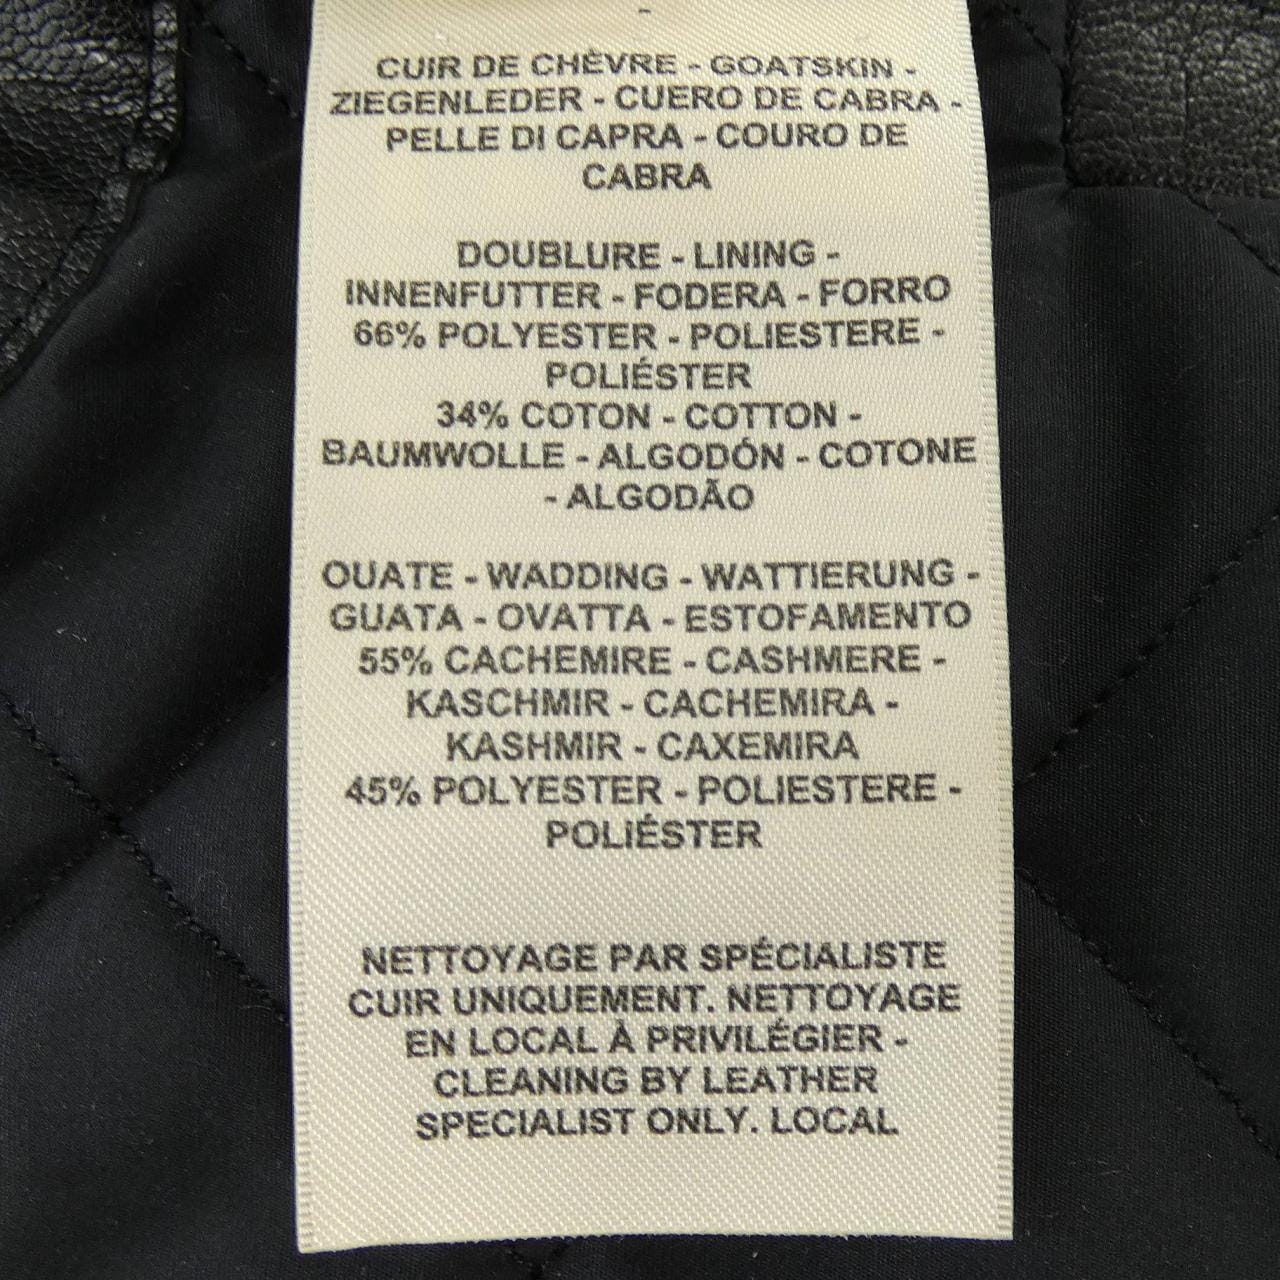 CUIR DE CHÈVRE - GOATSKIN -
ZIEGENLEDER - CUERO DE CABRA -
PELLE DI CAPRA - COURO DE
CABRA
DOUBLURE - LINING -
INNENFUTTER - FODERA - FORRO
66% POLYESTER - POLIESTERE -
POLIÉSTER
34% COTON - COTTON -
BAUMWOLLE - ALGODÓN - COTONE
- ALGODÃO
OUATE - WADDING - WATTIERUNG -
GUATA - OVATTA - ESTOFAMENTO
55% CACHEMIRE - CASHMERE -
KASCHMIR - CACHEMIRA -
KASHMIR - CAXEMIRA
45% POLYESTER - POLIESTERE -
POLIÉSTER
NETTOYAGE PAR SPÉCIALISTE
CUIR UNIQUEMENT. NETTOYAGE
EN LOCAL À PRIVILÉGIER -
CLEANING BY LEATHER
SPECIALIST ONLY. LOCAL